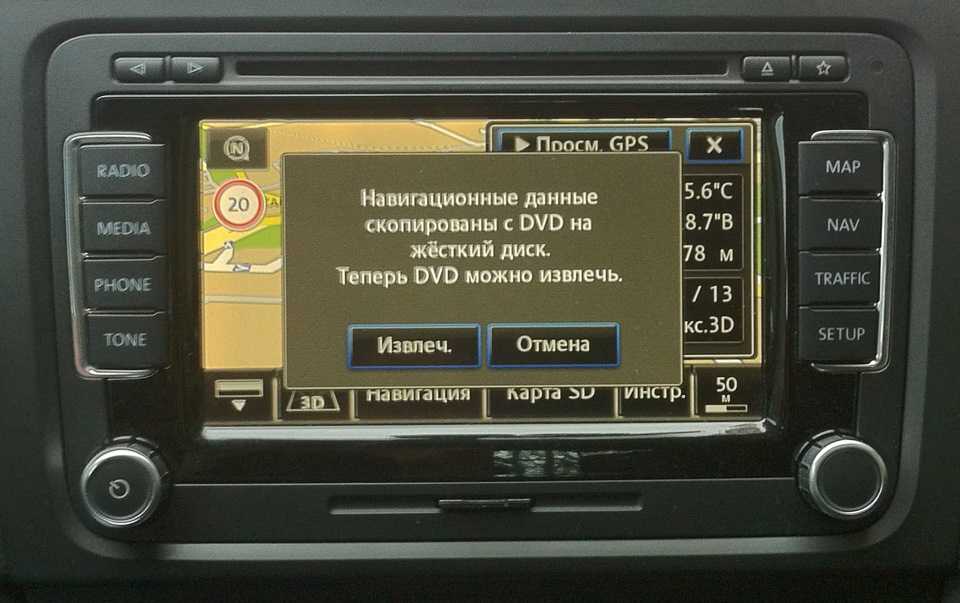 RADIO
MEDIA
PHONE
TONE
MAP
NAV
TRAFFIC
SETUP
N
20
Просм. GPS
X
5.6"С
8.7"В
78 м
/ 13
кс.3D
Навигационные данные
скопированы с DVD на
жёсткий диск.
Теперь DVD можно извлечь.
Извлеч.
Отмена
3D
Навигация
Карта SD
Инстр.
50
м